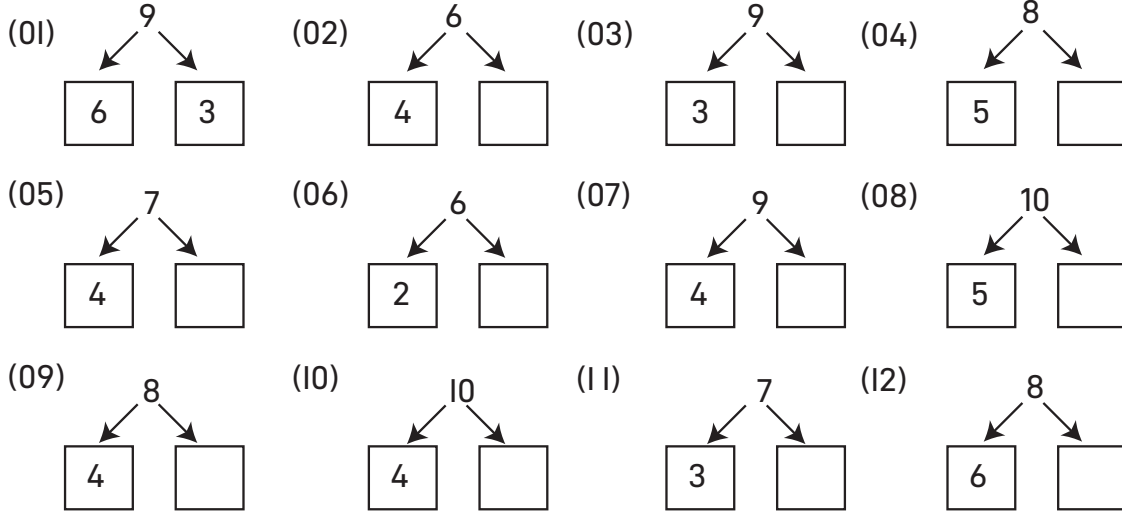 (01) 9 (02) 6 (03) 9 (04) 8
6 3 4 3 5
(05) 7 (06) 6 (07) 9 (08) 10
4 2 4 5
(09) 8 (10) 10 (11) 7 (12) 8
4 4 3 6